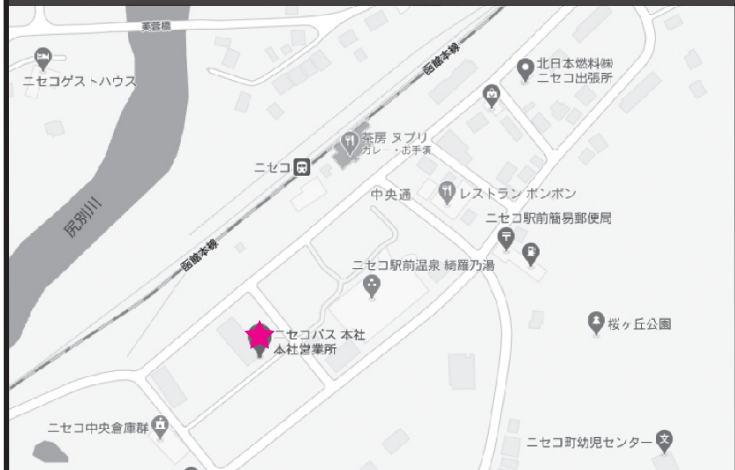 芙蓉橋
函館本線
北日本燃料㈱
ニセコ出張所
ニセコゲストハウス
茶房 ヌプリ
カレー・お手頃
ニセコ
中央通
レストラン ポンポン
尻別川
ニセコ駅前簡易郵便局
函館本線
ニセコ駅前温泉 綺羅乃湯
桜ヶ丘公園
ニセコバス 本社
本社営業所
ニセコ中央倉庫群
ニセコ町幼児センター